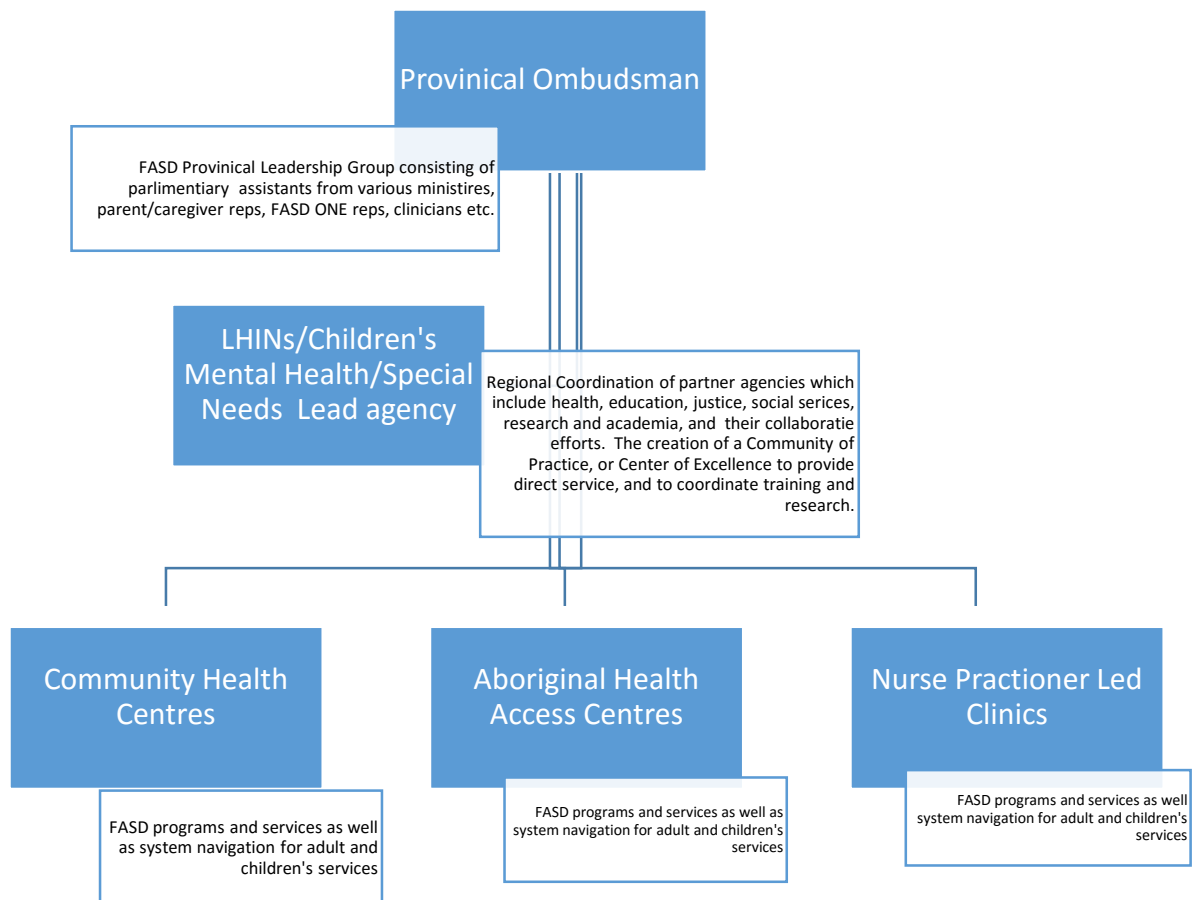 Provinical Ombudsman
FASD Provinical Leadership Group consisting of
parlimentiary  assistants from various ministires,
parent/caregiver reps, FASD ONE reps, clinicians etc.
LHINs/Children's
Mental Health/Special
Needs  Lead agency
Regional Coordination of partner agencies which
include health, education, justice, social serices,
research and academia, and  their collaboratie
efforts.  The creation of a Community of
Practice, or Center of Excellence to provide
direct service, and to coordinate training and
research.
Community Health
Centres
FASD programs and services as well
as system navigation for adult and
children's services
Aboriginal Health
Access Centres
FASD programs and services as well as
system navigation for adult and children's
services
Nurse Practioner Led
Clinics
FASD programs and services as well
system navigation for adult and children's
services